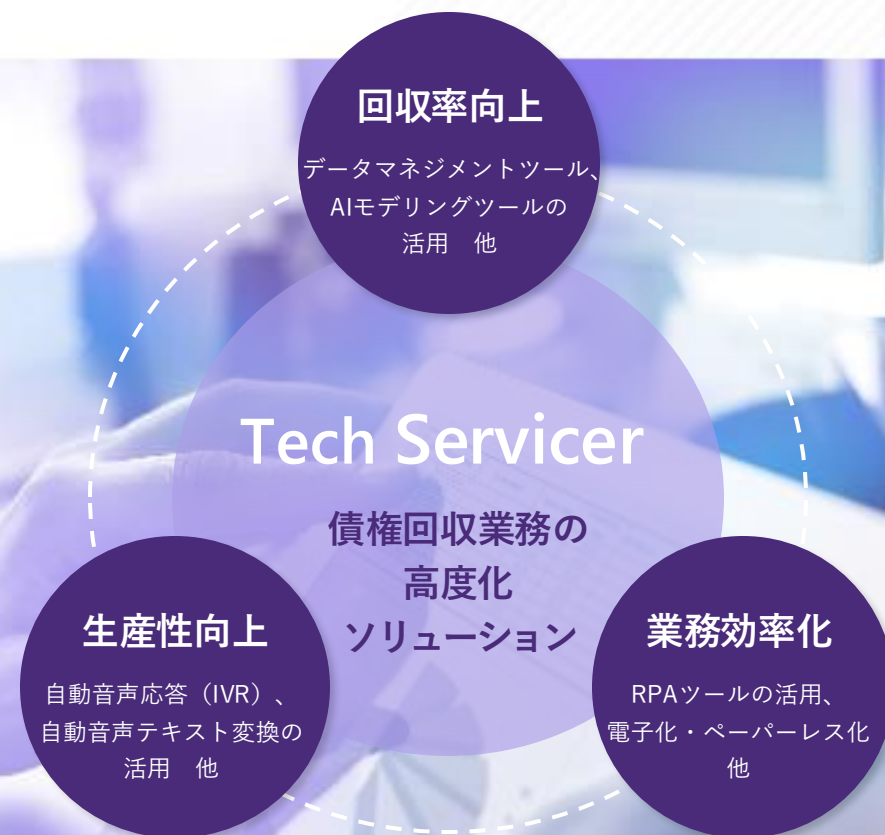 回収率向上
データマネジメントツール、
AIモデリングツールの
活用　他
Tech Servicer
債権回収業務の
高度化
ソリューション
生産性向上
自動音声応答（IVR）、
自動音声テキスト変換の
活用　他
業務効率化
RPAツールの活用、
電子化・ペーパーレス化
他